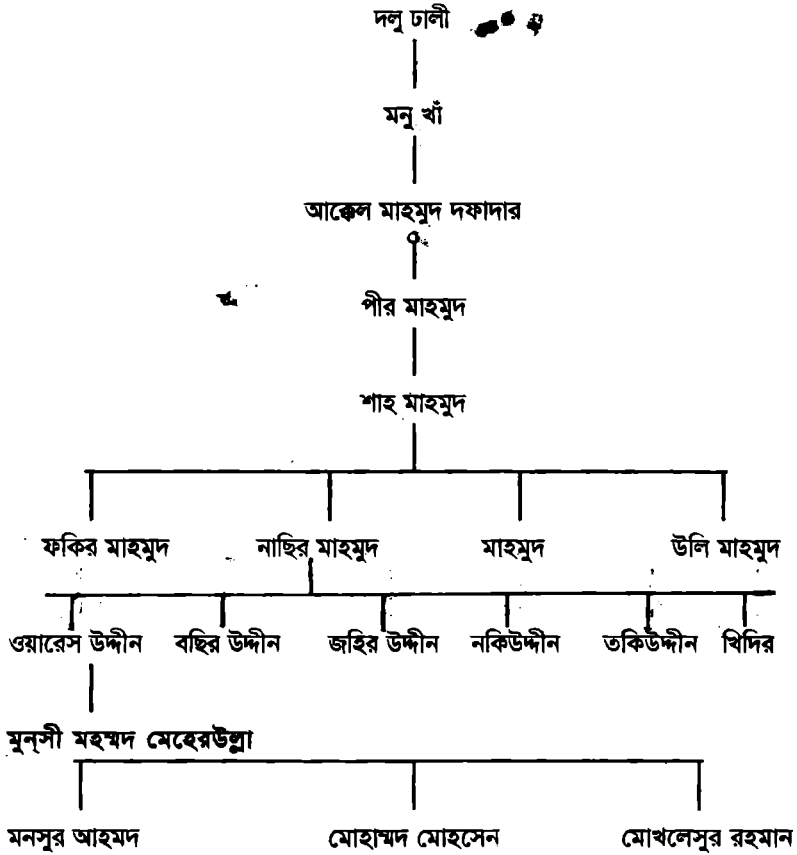 দলু ঢালী
মনু খাঁ
আক্কেল মাহমুদ দফাদার
পীর মাহমুদ
শাহ মাহমুদ
ফকির মাহমুদ নাছির মাহমুদ মাহমুদ উলি মাহমুদ
ওয়ারেস উদ্দীন বছির উদ্দীন জহির উদ্দীন নকিউদ্দীন তকিউদ্দীন খিদির
মুন্সী মহম্মদ মেহেরউল্লা
মনসুর আহমদ মোহাম্মদ মোহসেন মোখলেসুর রহমান